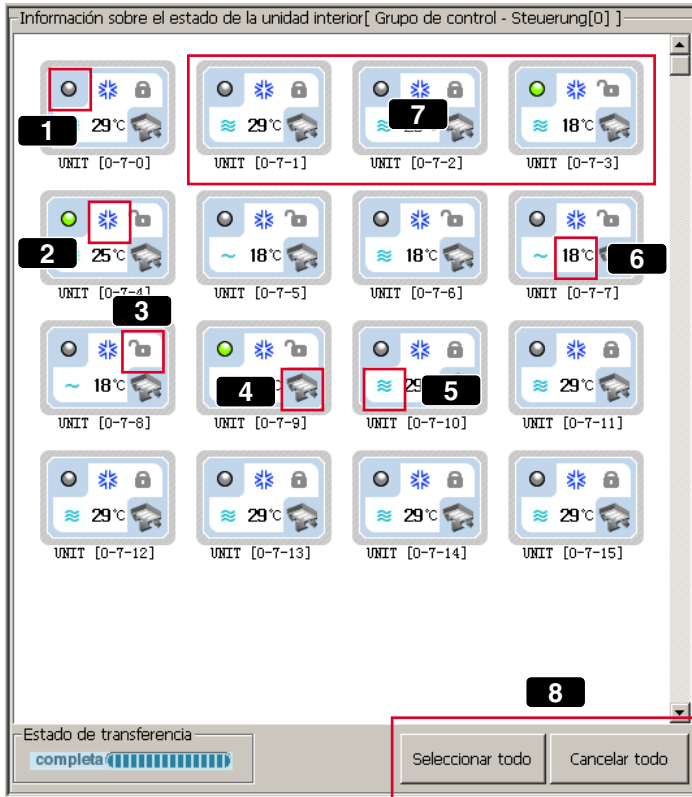 Información sobre el estado de la unidad interior[ Grupo de control - Steuerung[0] ]
1 29℃
UNIT [0-7-0]
29℃
UNIT [0-7-1]
7
UNIT [0-7-2]
18℃
UNIT [0-7-3]
2 25℃
UNIT [0-7-4]
18℃
UNIT [0-7-5]
18℃
UNIT [0-7-6]
18℃ 6
UNIT [0-7-7]
3
18℃
UNIT [0-7-8]
4
UNIT [0-7-9]
29 5
UNIT [0-7-10]
29℃
UNIT [0-7-11]
29℃
UNIT [0-7-12]
29℃
UNIT [0-7-13]
29℃
UNIT [0-7-14]
29℃
UNIT [0-7-15]
8
Estado de transferencia
completa
Seleccionar todo
Cancelar todo